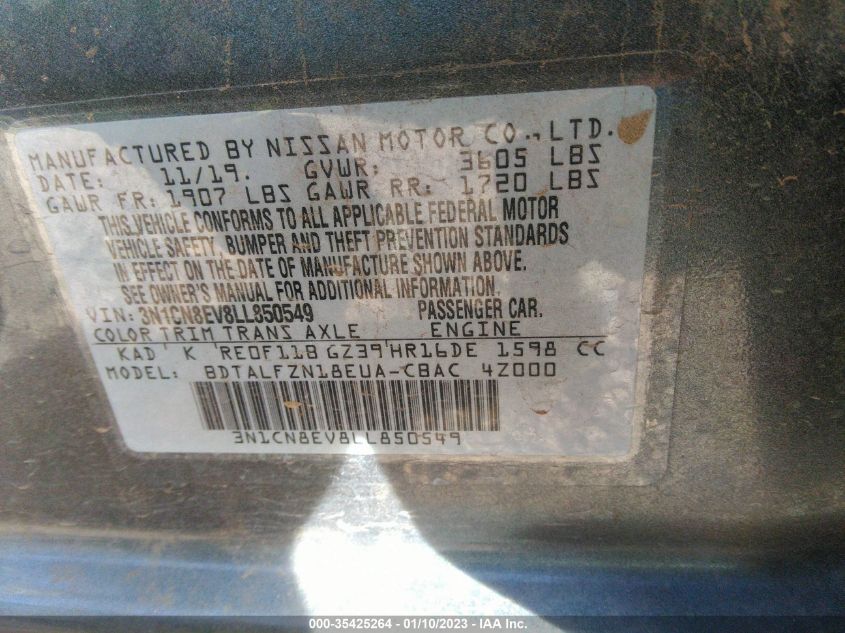 MANUFACTURED BY NISSAN MOTOR CO., LTD.
DATE: 11/19. GVWR: 3605 LBS
GAWR FR: 1907 LBS GAWR RR: 1720 LBS
THIS VEHICLE CONFORMS TO ALL APPLICABLE FEDERAL MOTOR
VEHICLE SAFETY, BUMPER AND THEFT PREVENTION STANDARDS
IN EFFECT ON THE DATE OF MANUFACTURE SHOWN ABOVE.
SEE OWNER'S MANUAL FOR ADDITIONAL INFORMATION.
VIN: 3N1CN8EV8LL850549 PASSENGER CAR.
COLOR TRIM TRANS AXLE ENGINE
KAD K RE0F11B GZ39 HR16DE 1598 CC
MODEL: BDTALFZN18EUA-CBAC 4Z000
3N1CN8EV8LL850549
000-35425264 - 01/10/2023 - IAA Inc.